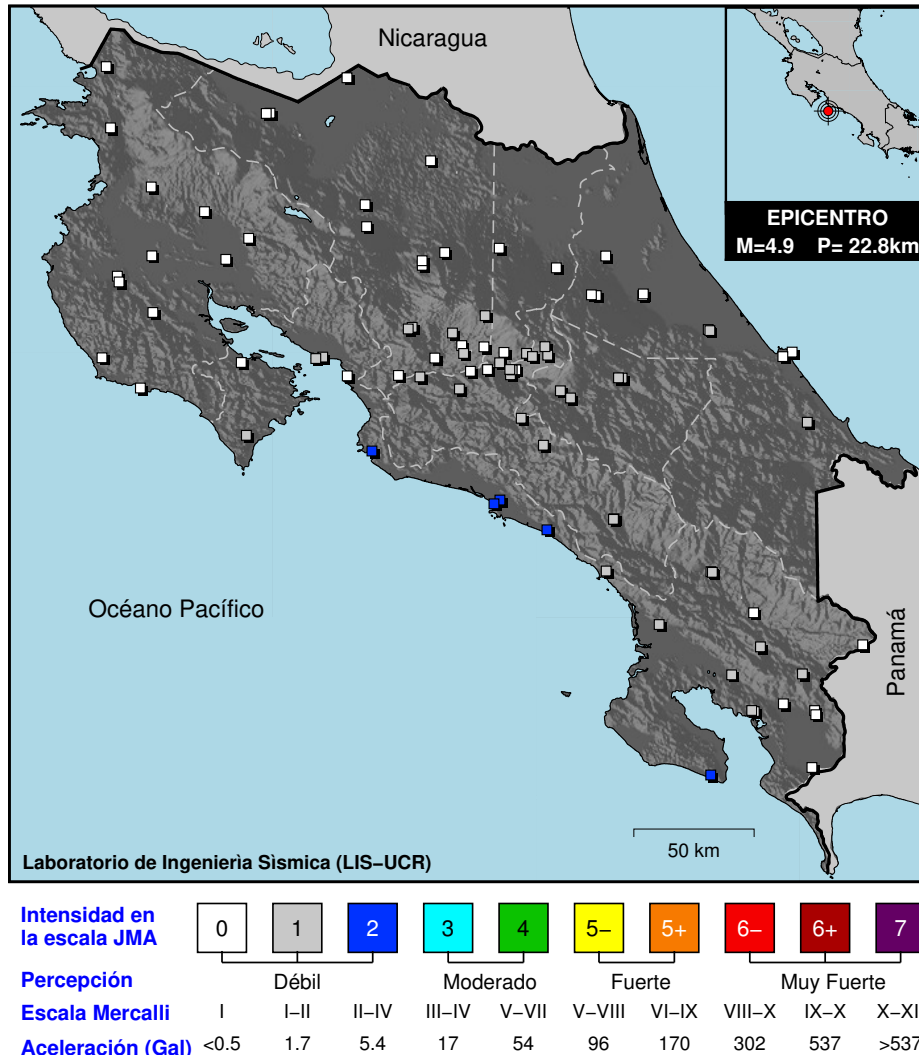 Nicaragua
EPICENTRO
M=4.9 P= 22.8km
Océano Pacífico
Panamá
50 km
Laboratorio de Ingenierìa Sìsmica (LIS–UCR)
Intensidad en
la escala JMA
0 1 2 3 4 5– 5+ 6– 6+ 7
Percepción Débil Moderado Fuerte Muy Fuerte
Escala Mercalli I I–II II–IV III–IV V–VII V–VIII VI–IX VIII–X IX–X X–XI
Aceleración (Gal) <0.5 1.7 5.4 17 54 96 170 302 537 >537